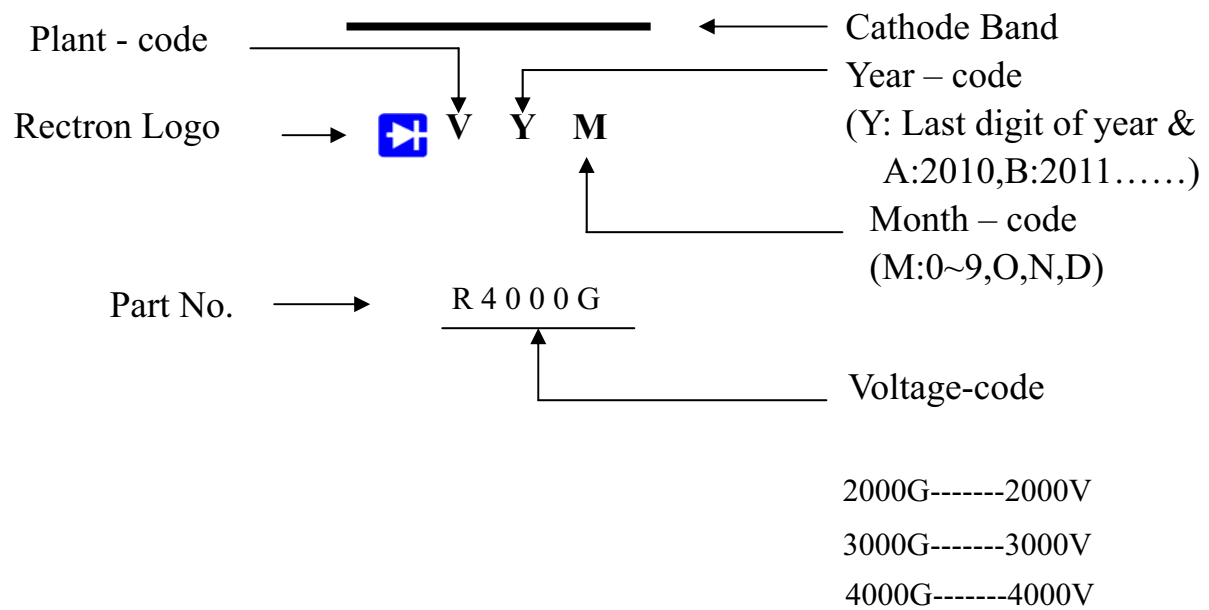 Plant - code
Cathode Band
Year – code
Rectron Logo
V Y M
(Y: Last digit of year &
A:2010,B:2011……)
Month – code
(M:0~9,O,N,D)
Part No.
R 4 0 0 0 G
Voltage-code
2000G-------2000V
3000G-------3000V
4000G-------4000V